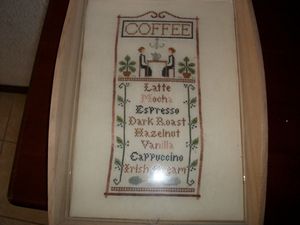 COFFEE
Latte
Mocha
Espresso
Dark Roast
Hazelnut
Vanilla
Cappuccino
Irish Cream